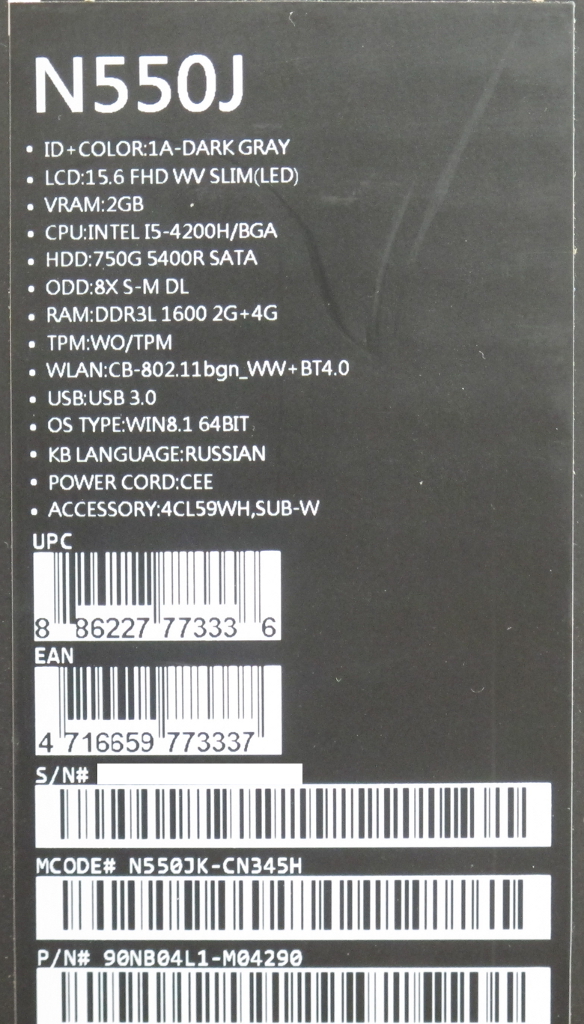 N550J
• ID+COLOR:1A-DARK GRAY
• LCD:15.6 FHD WV SLIM(LED)
• VRAM:2GB
• CPU:INTEL I5-4200H/BGA
• HDD:750G 5400R SATA
• ODD:8X S-M DL
• RAM:DDR3L 1600 2G+4G
• TPM:WO/TPM
• WLAN:CB-802.11bgn_WW+BT4.0
• USB:USB 3.0
• OS TYPE:WIN8.1 64BIT
• KB LANGUAGE:RUSSIAN
• POWER CORD:CEE
• ACCESSORY:4CL59WH,SUB-W
UPC
8 86227 77333 6
EAN
4 716659 773337
S/N#
MCODE# N550JK-CN345H
P/N# 90NB04L1-M04290